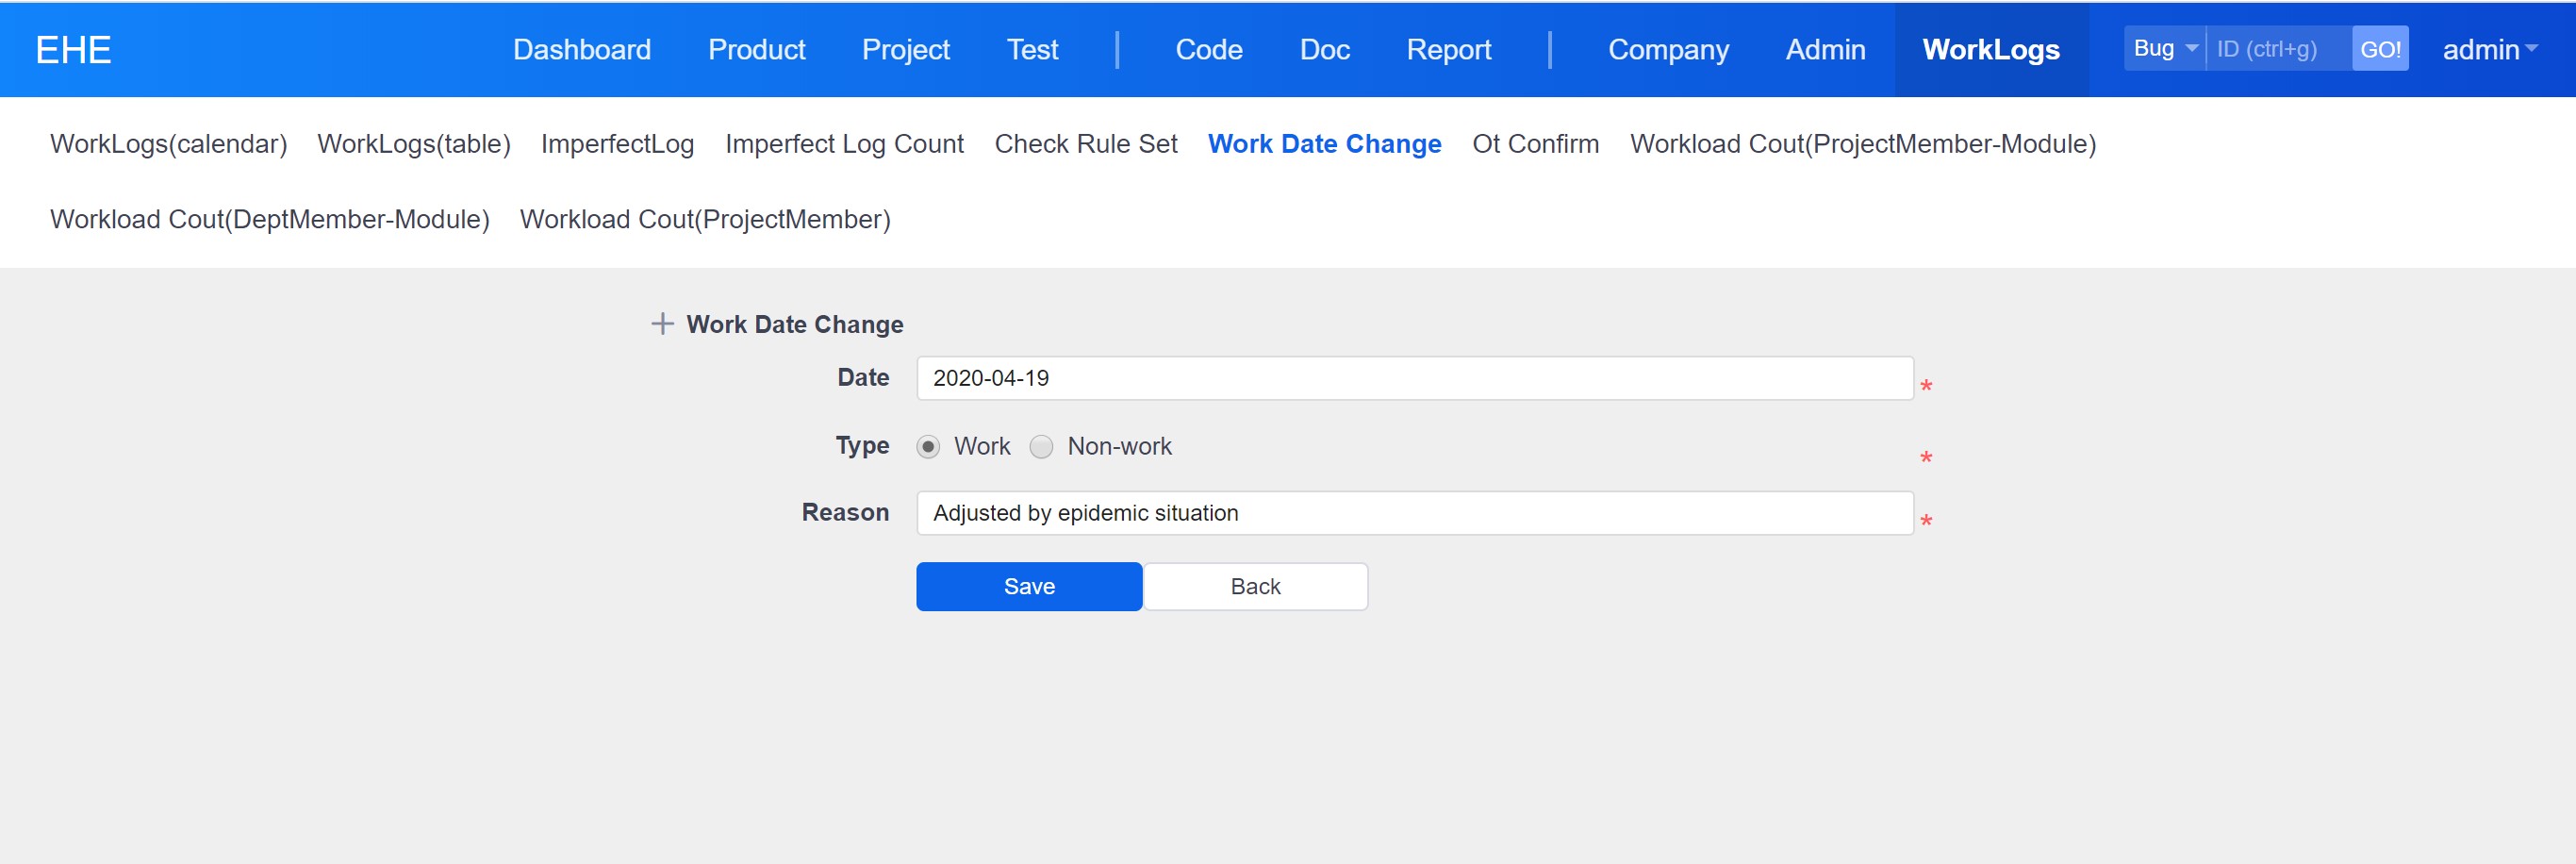 EHE Dashboard Product Project Test | Code Doc Report | Company Admin WorkLogs Bug ID (ctrl+g) GO! admin
WorkLogs(calendar) WorkLogs(table) ImperfectLog Imperfect Log Count Check Rule Set Work Date Change Ot Confirm Workload Cout(ProjectMember-Module)
Workload Cout(DeptMember-Module) Workload Cout(ProjectMember)
+ Work Date Change
Date 2020-04-19 *
Type Work Non-work *
Reason Adjusted by epidemic situation *
Save Back